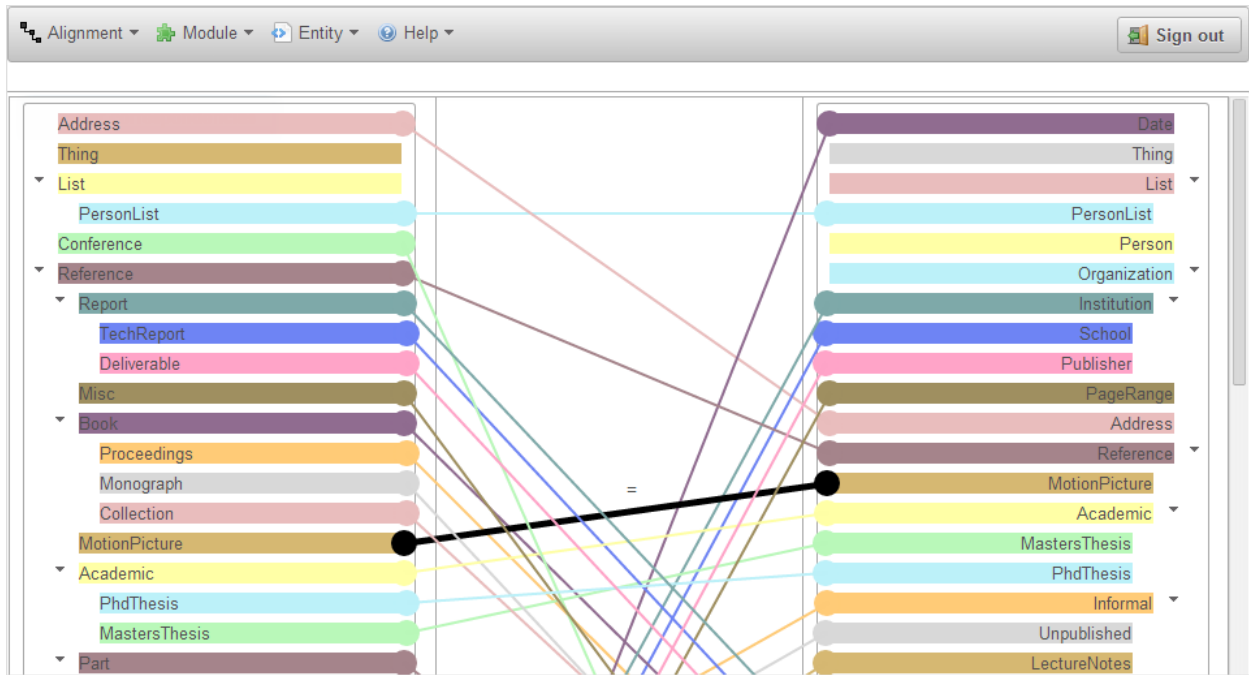 Alignment Module Entity Help Sign out
Address Date
Thing Thing
List List
PersonList PersonList
Conference Person
Reference Organization
Report Institution
TechReport School
Deliverable Publisher
Misc PageRange
Book Address
Proceedings Reference
Monograph = MotionPicture
Collection Academic
MotionPicture MastersThesis
Academic PhdThesis
PhdThesis Informal
MastersThesis Unpublished
Part LectureNotes